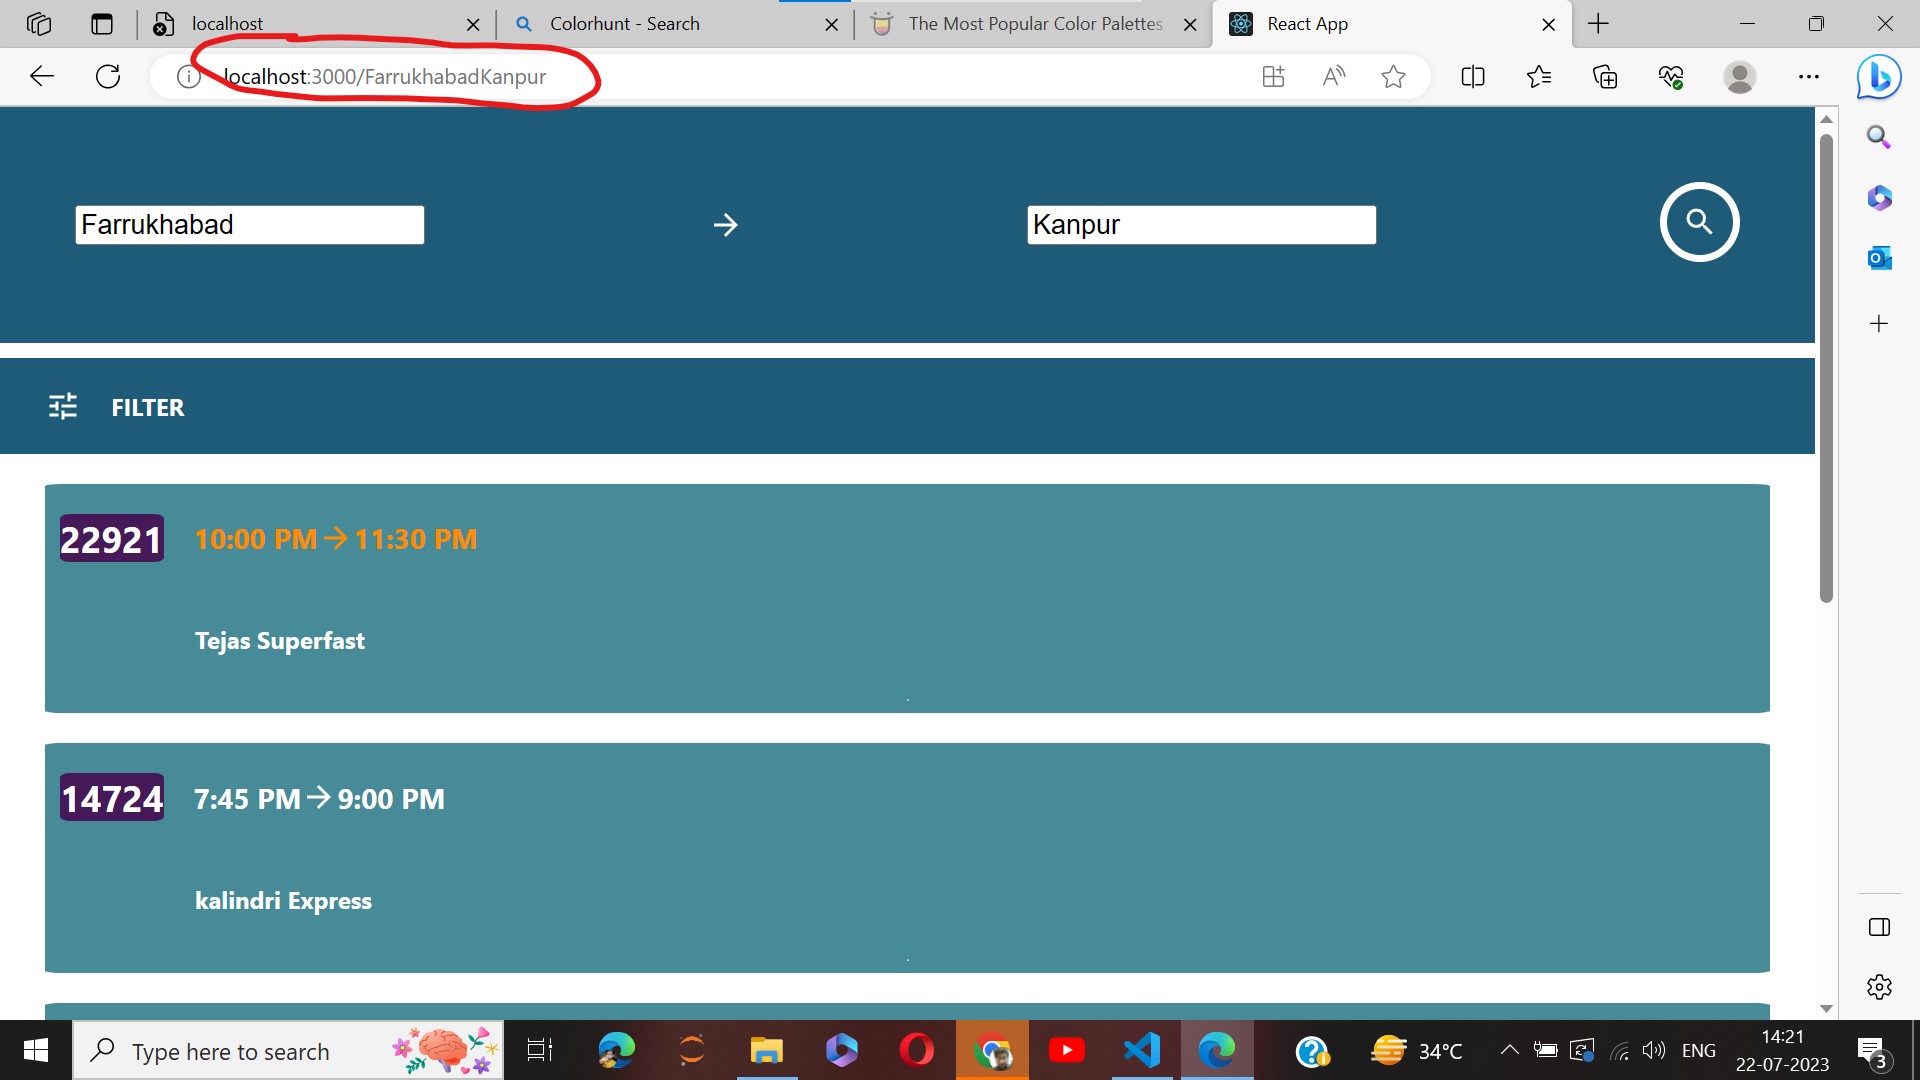 localhost
Colorhunt - Search
The Most Popular Color Palettes
React App
localhost:3000/FarrukhabadKanpur
Farrukhabad
Kanpur
FILTER
22921
10:00 PM → 11:30 PM
Tejas Superfast
14724
7:45 PM → 9:00 PM
kalindri Express
Type here to search
34°C
ENG
14:21
22-07-2023
3